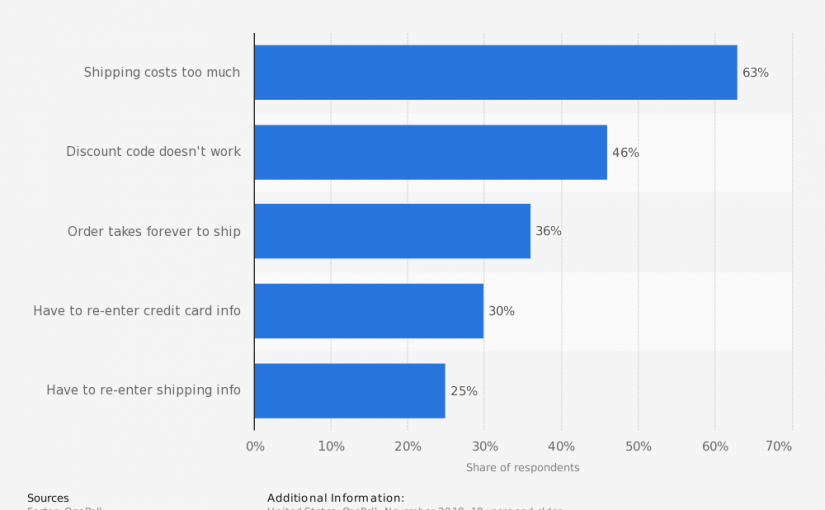 Shipping costs too much
63%
Discount code doesn't work
46%
Order takes forever to ship
36%
Have to re-enter credit card info
30%
Have to re-enter shipping info
25%
0% 10% 20% 30% 40% 50% 60% 70%
Share of respondents
Sources
Additional Information: